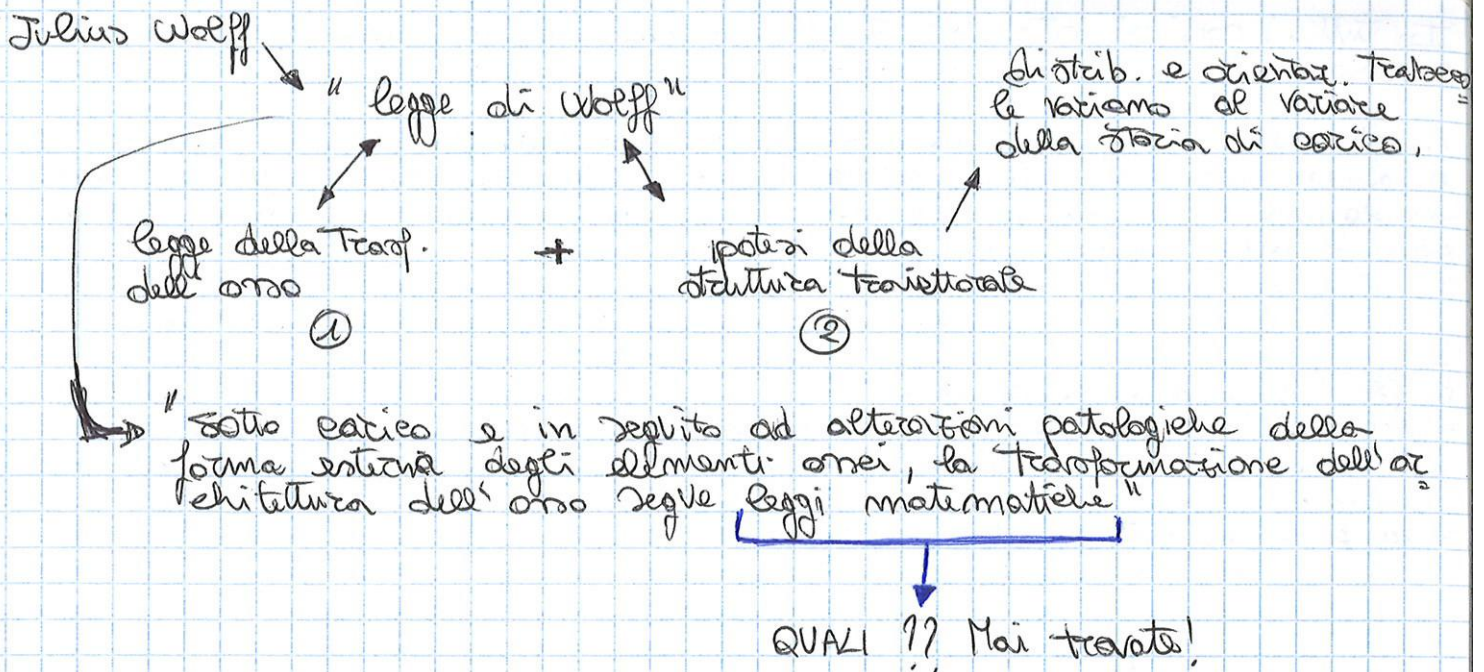 Julius Wolff
"legge di Wolff"
distrib. e orientaz. trabeco=
le variano al variare
della storia di carico.
legge della Trasf.
dell'osso
+
ipotesi della
struttura traiettorale
1
2
"Sotto carico e in seguito ad alterazioni patologiche della
forma esterna degli elementi ossei, la trasformazione dell'ar=
chitettura dell'osso segue leggi matematiche"
QUALI ?? Mai trovate!